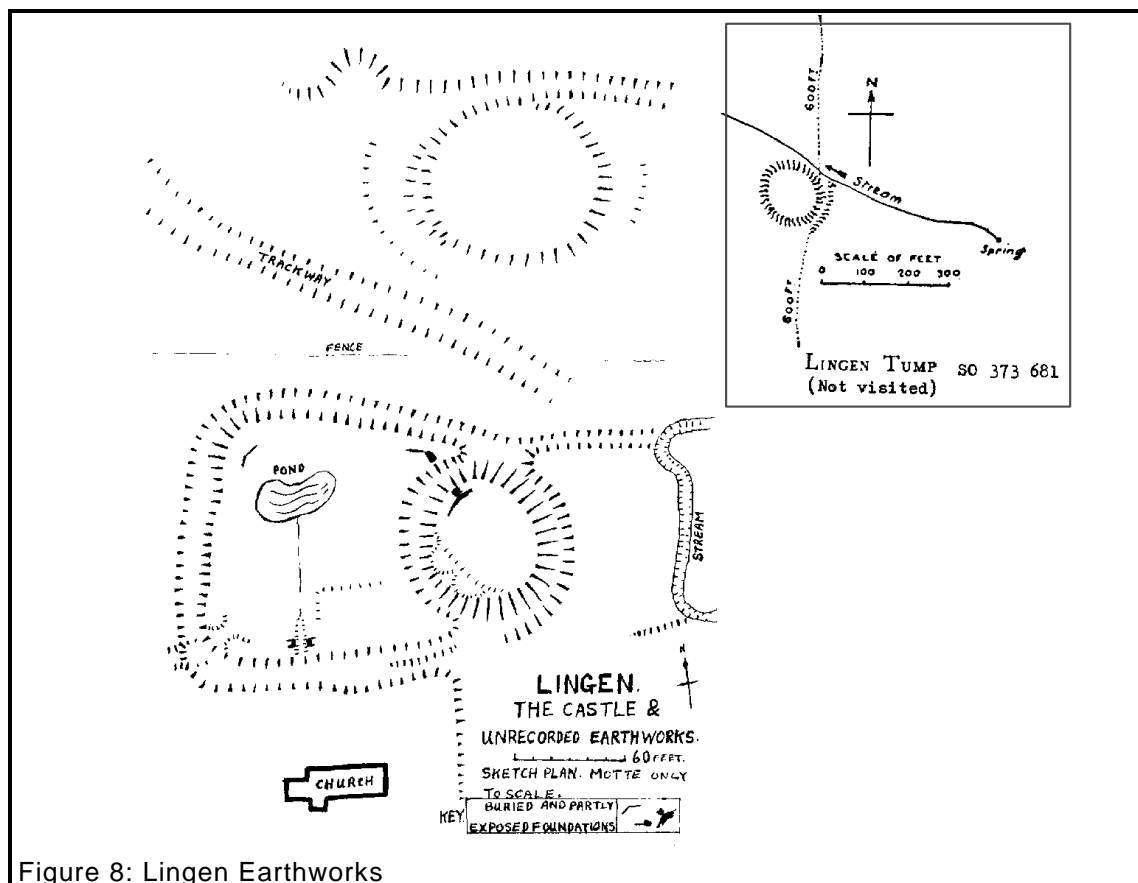 N
600FT
STREAM
Spring
SCALE OF FEET
0 100 200 300
600FT
LINGEN TUMP SO 373 681
(Not visited)
TRACKWAY
FENCE
POND
STREAM
N
LINGEN.
THE CASTLE &
UNRECORDED EARTHWORKS.
60 FEET.
SKETCH PLAN. MOTTE ONLY
TO SCALE.
CHURCH
KEY
BURIED AND PARTLY
EXPOSED FOUNDATIONS
Figure 8: Lingen Earthworks